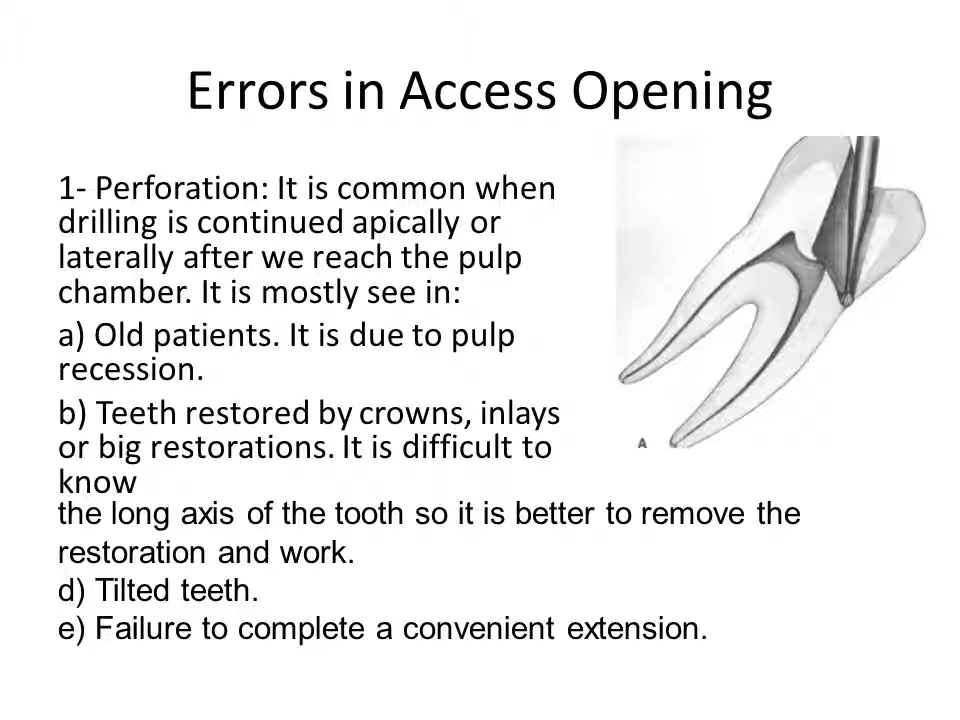 Errors in Access Opening
1- Perforation: It is common when
drilling is continued apically or
laterally after we reach the pulp
chamber. It is mostly see in:
a) Old patients. It is due to pulp
recession.
b) Teeth restored by crowns, inlays
or big restorations. It is difficult to
know
the long axis of the tooth so it is better to remove the
restoration and work.
d) Tilted teeth.
e) Failure to complete a convenient extension.
A